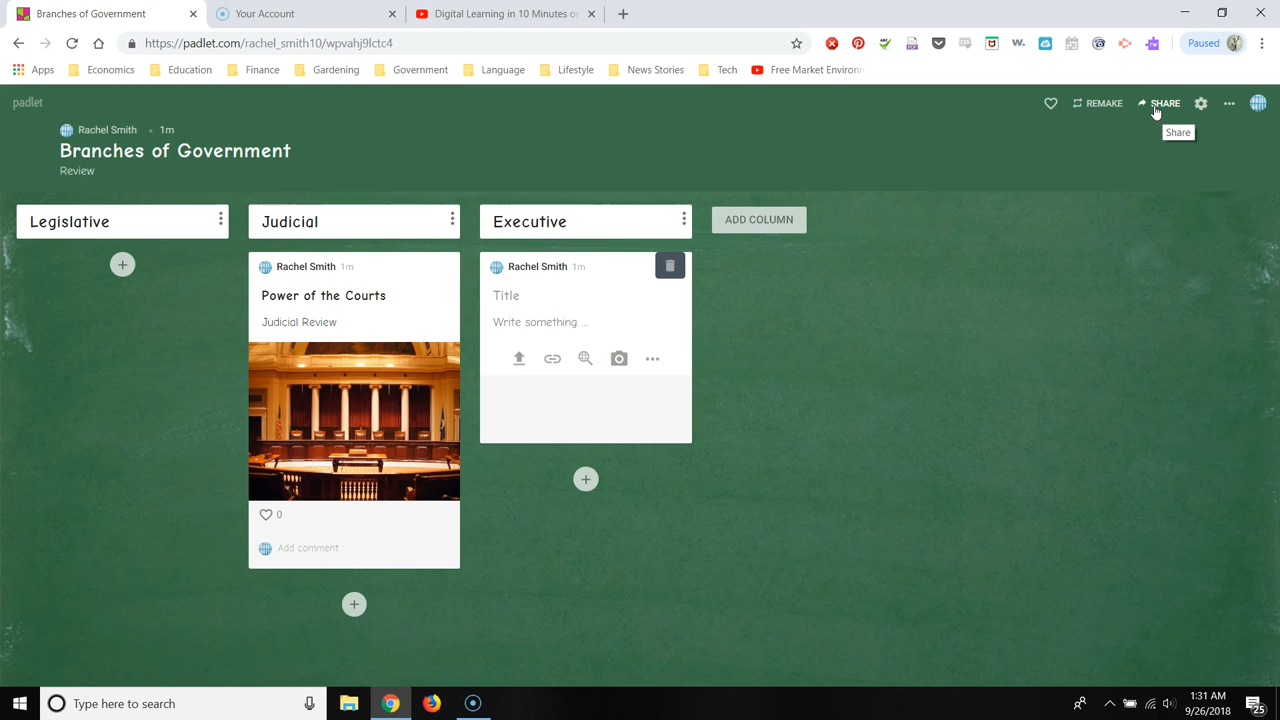 Branches of Government
Your Account
Digital Learning in 10 Minutes or
https://padlet.com/rachel_smith10/wpvahj9lctc4
Paused
Apps
Economics
Education
Finance
Gardening
Government
Language
Lifestyle
News Stories
Tech
Free Market Environ
padlet
REMAKE
SHARE
Share
Rachel Smith • 1m
Branches of Government
Review
Legislative
Judicial
Executive
ADD COLUMN
Rachel Smith 1m
Power of the Courts
Judicial Review
0
Add comment
Rachel Smith 1m
Title
Write something ...
Type here to search
1:31 AM
9/26/2018
25